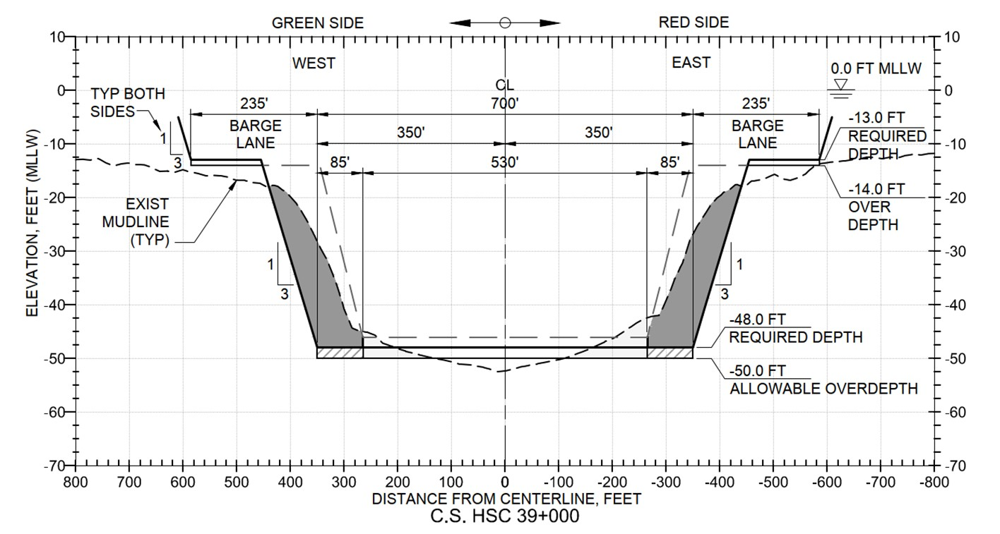 GREEN SIDE
RED SIDE
10
10
WEST
EAST
0.0 FT MLLW
CL
0
0
TYP BOTH
SIDES
235'
700'
235'
-13.0 FT
REQUIRED
DEPTH
BARGE
LANE
350'
350'
BARGE
LANE
1
3
-10
-10
85'
530'
85'
-14.0 FT
OVER
DEPTH
-20
-20
EXIST
MUDLINE
(TYP)
ELEVATION, FEET (MLLW)
-30
-30
1
3
1
3
-40
-40
-48.0 FT
REQUIRED DEPTH
-50
-50
-50.0 FT
ALLOWABLE OVERDEPTH
-60
-60
-70
-70
800 700 600 500 400 300 200 100 0 -100 -200 -300 -400 -500 -600 -700 -800
DISTANCE FROM CENTERLINE, FEET
C.S. HSC 39+000